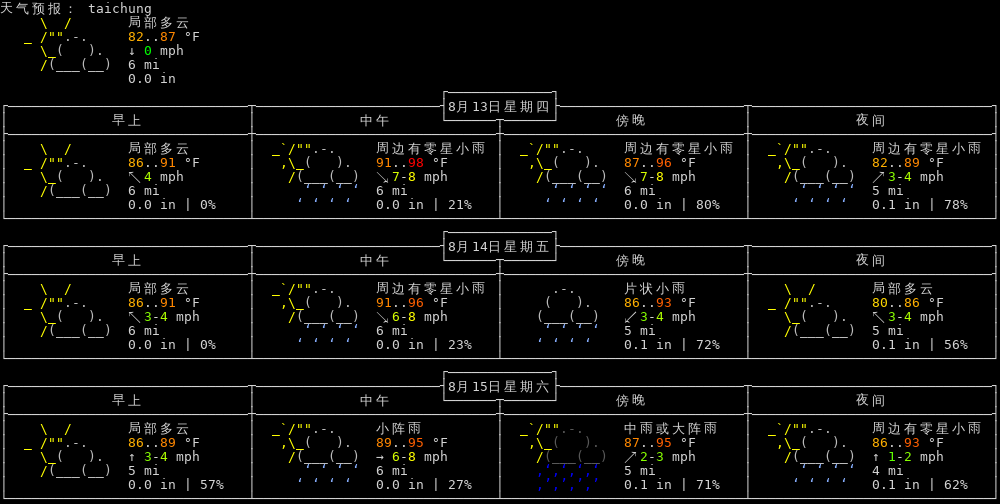 天气预报： taichung
局部多云
82..87 °F
↓ 0 mph
6 mi
0.0 in
8月13日星期四
早上 中午 傍晚 夜间
局部多云 周边有零星小雨 周边有零星小雨 周边有零星小雨
86..91 °F 91..98 °F 87..96 °F 82..89 °F
↖ 4 mph ↘ 7-8 mph ↘ 7-8 mph ↗ 3-4 mph
6 mi 6 mi 6 mi 5 mi
0.0 in | 0% 0.0 in | 21% 0.0 in | 80% 0.1 in | 78%
8月14日星期五
早上 中午 傍晚 夜间
局部多云 周边有零星小雨 片状小雨 局部多云
86..91 °F 91..96 °F 86..93 °F 80..86 °F
↖ 3-4 mph ↘ 6-8 mph ↙ 3-4 mph ↖ 3-4 mph
6 mi 6 mi 5 mi 5 mi
0.0 in | 0% 0.0 in | 23% 0.1 in | 72% 0.1 in | 56%
8月15日星期六
早上 中午 傍晚 夜间
局部多云 小阵雨 中雨或大阵雨 周边有零星小雨
86..89 °F 89..95 °F 87..95 °F 86..93 °F
↑ 3-4 mph → 6-8 mph ↗ 2-3 mph ↑ 1-2 mph
5 mi 6 mi 5 mi 4 mi
0.0 in | 57% 0.0 in | 27% 0.1 in | 71% 0.1 in | 62%